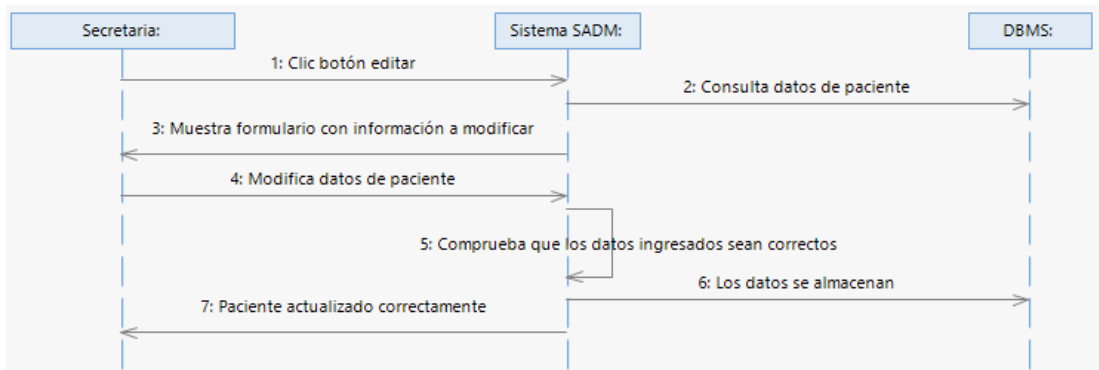 Secretaria:
Sistema SADM:
DBMS:
1: Clic botón editar
2: Consulta datos de paciente
3: Muestra formulario con información a modificar
4: Modifica datos de paciente
5: Comprueba que los datos ingresados sean correctos
6: Los datos se almacenan
7: Paciente actualizado correctamente